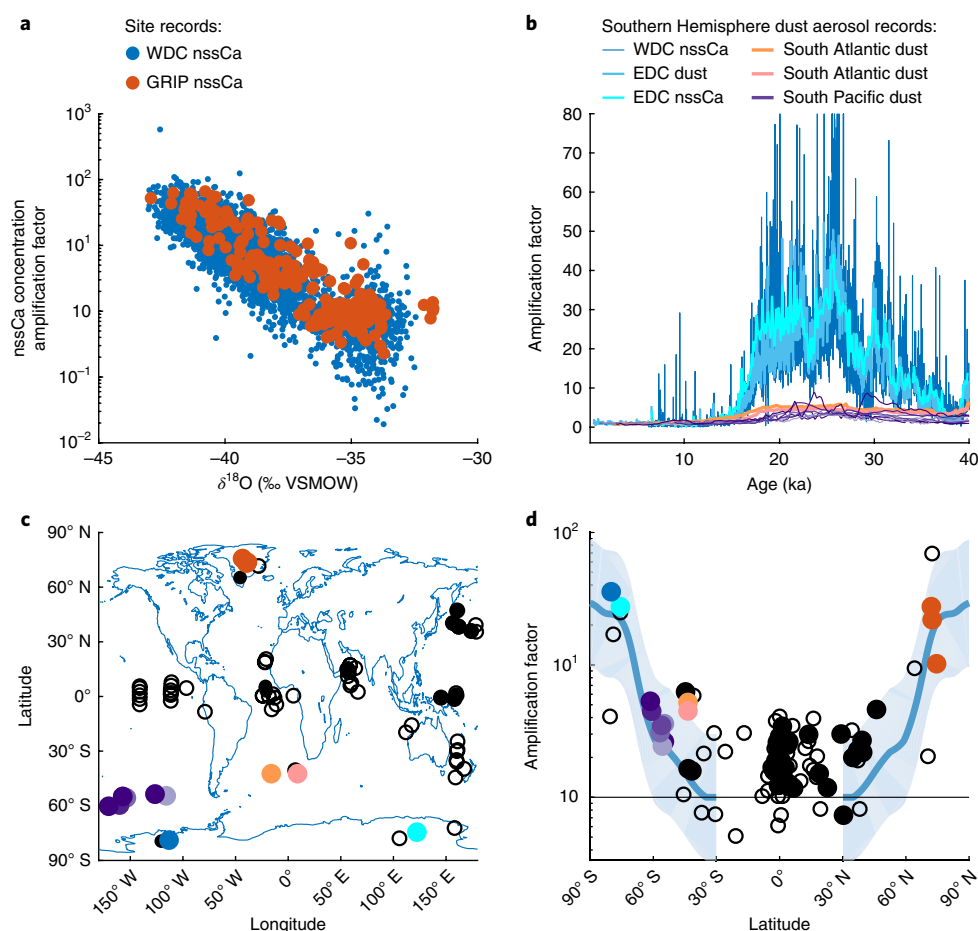 a
Site records:
WDC nssCa
GRIP nssCa
nssCa concentration
amplification factor
10³
10²
10¹
10
10⁻¹
10⁻²
−45
−40
−35
−30
δ¹⁸O (‰ VSMOW)
b
Southern Hemisphere dust aerosol records:
WDC nssCa
EDC dust
EDC nssCa
South Atlantic dust
South Atlantic dust
South Pacific dust
Amplification factor
80
70
60
50
40
30
20
10
0
10
20
30
40
Age (ka)
c
Latitude
90° N
60° N
30° N
0°
30° S
60° S
90° S
150° W
100° W
50° W
0°
50° E
100° E
150° E
Longitude
d
Amplification factor
10²
10¹
10
90° S
60° S
30° S
0°
30° N
60° N
90° N
Latitude